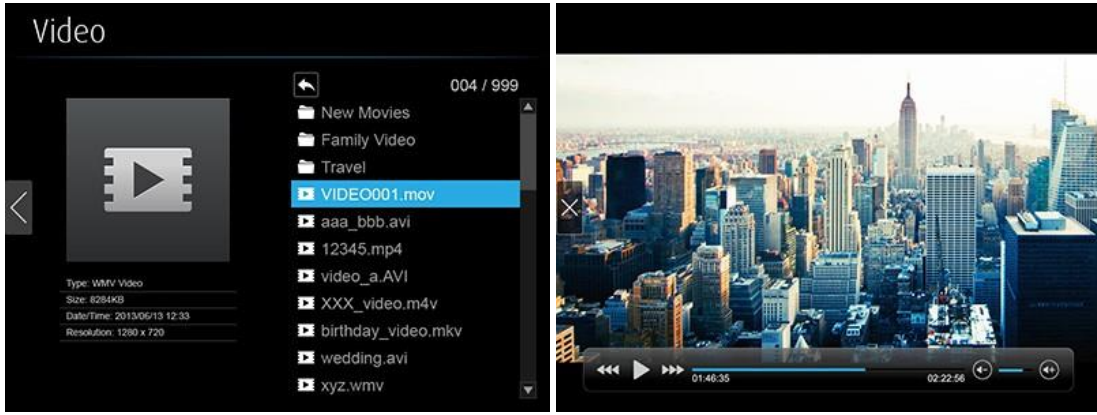 Video
004 / 999
New Movies
Family Video
Travel
VIDEO001.mov
aaa_bbb.avi
12345.mp4
video_a.AVI
XXX_video.m4v
birthday_video.mkv
wedding.avi
xyz.wmv
Type: WMV Video
Size: 8284KB
Date/Time: 2013/06/13 12:33
Resolution: 1280 x 720
01:46:35
02:22:56